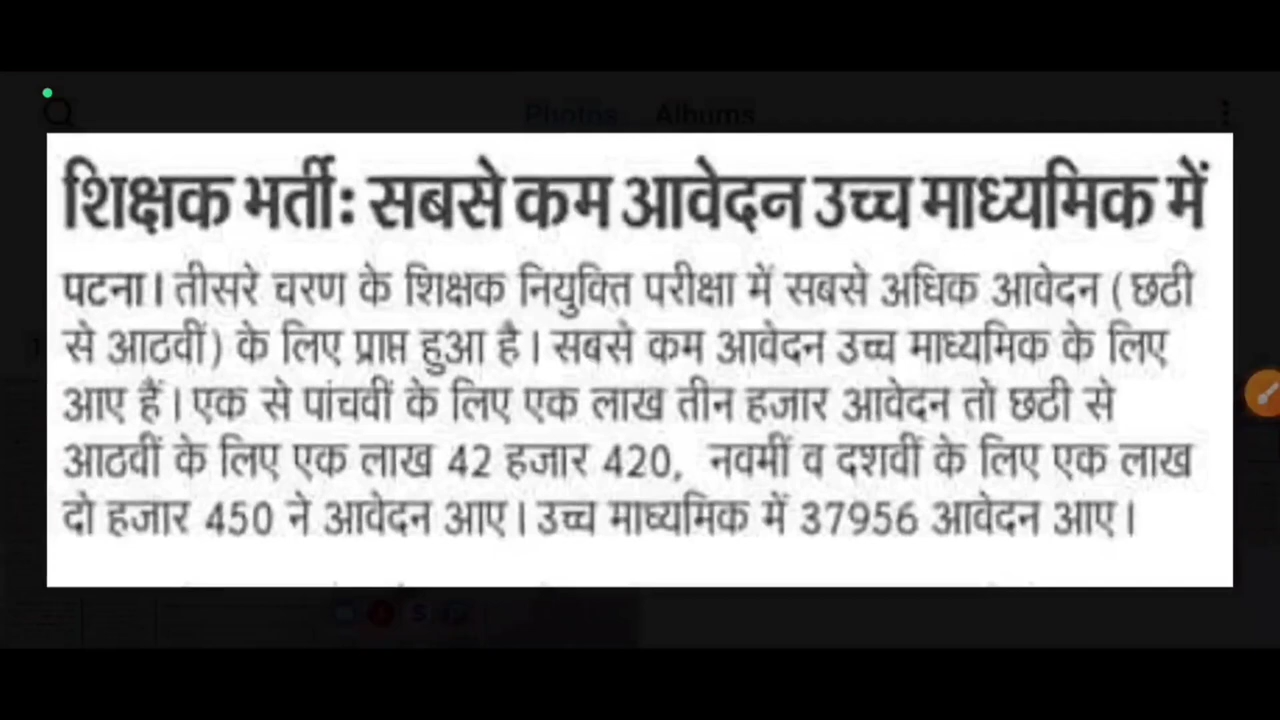 Photos Albums
शिक्षक भर्ती: सबसे कम आवेदन उच्च माध्यमिक में
पटना। तीसरे चरण के शिक्षक नियुक्ति परीक्षा में सबसे अधिक आवेदन (छठी
से आठवीं) के लिए प्राप्त हुआ है। सबसे कम आवेदन उच्च माध्यमिक के लिए
आए हैं। एक से पांचवीं के लिए एक लाख तीन हजार आवेदन तो छठी से
आठवीं के लिए एक लाख 42 हजार 420, नवमीं व दशवीं के लिए एक लाख
दो हजार 450 ने आवेदन आए। उच्च माध्यमिक में 37956 आवेदन आए।